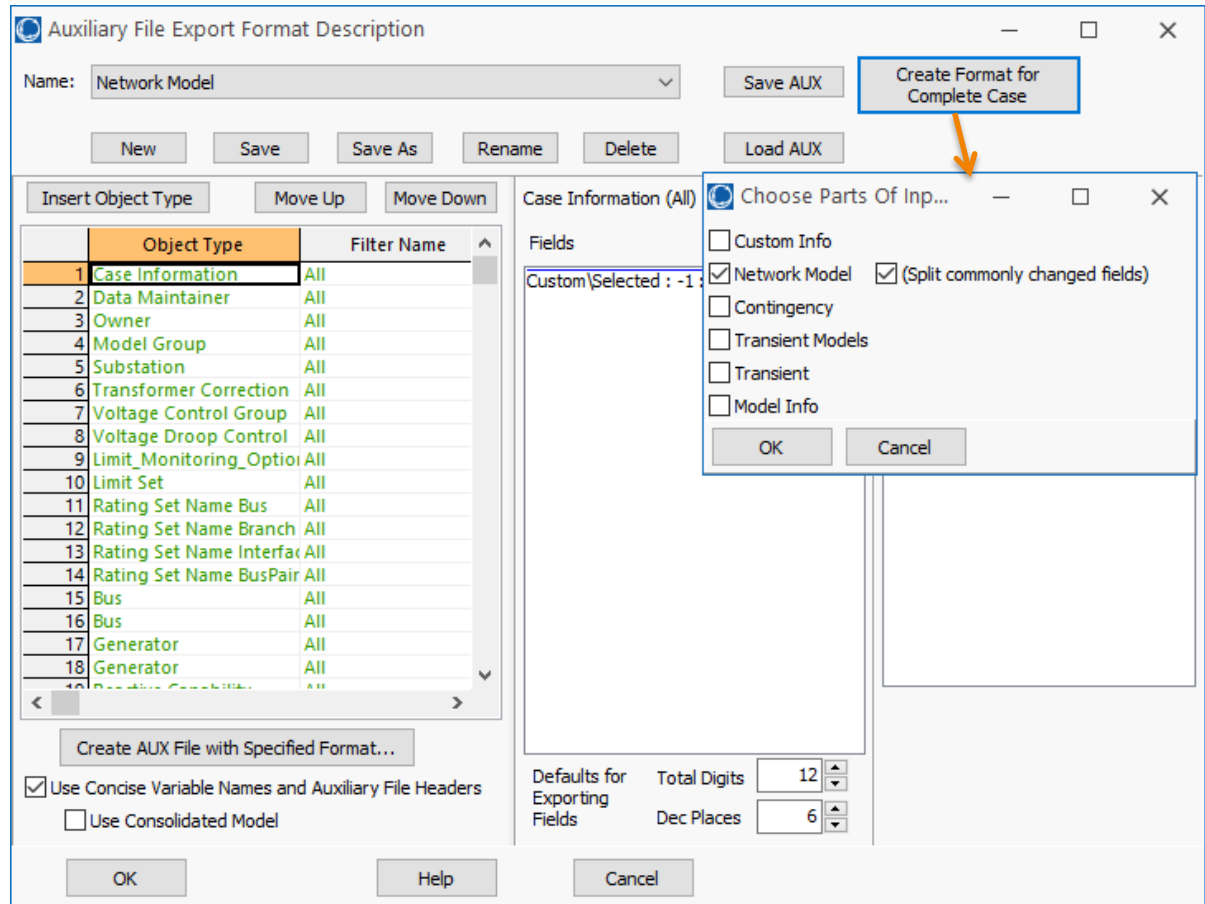 Auxiliary File Export Format Description
Name: Network Model Save AUX Create Format for
Complete Case
New Save Save As Rename Delete Load AUX
Insert Object Type Move Up Move Down
Object Type Filter Name
1 Case Information All
2 Data Maintainer All
3 Owner All
4 Model Group All
5 Substation All
6 Transformer Correction All
7 Voltage Control Group All
8 Voltage Droop Control All
9 Limit_Monitoring_Optio All
10 Limit Set All
11 Rating Set Name Bus All
12 Rating Set Name Branch All
13 Rating Set Name Interfac All
14 Rating Set Name BusPair All
15 Bus All
16 Bus All
17 Generator All
18 Generator All
19 Reactive Capability All
Create AUX File with Specified Format...
Use Concise Variable Names and Auxiliary File Headers
Use Consolidated Model
Case Information (All)
Fields
Custom\Selected : -1 :
Defaults for
Exporting
Fields
Total Digits 12
Dec Places 6
Choose Parts Of Inp...
Custom Info
Network Model (Split commonly changed fields)
Contingency
Transient Models
Transient
Model Info
OK Cancel
OK Help Cancel